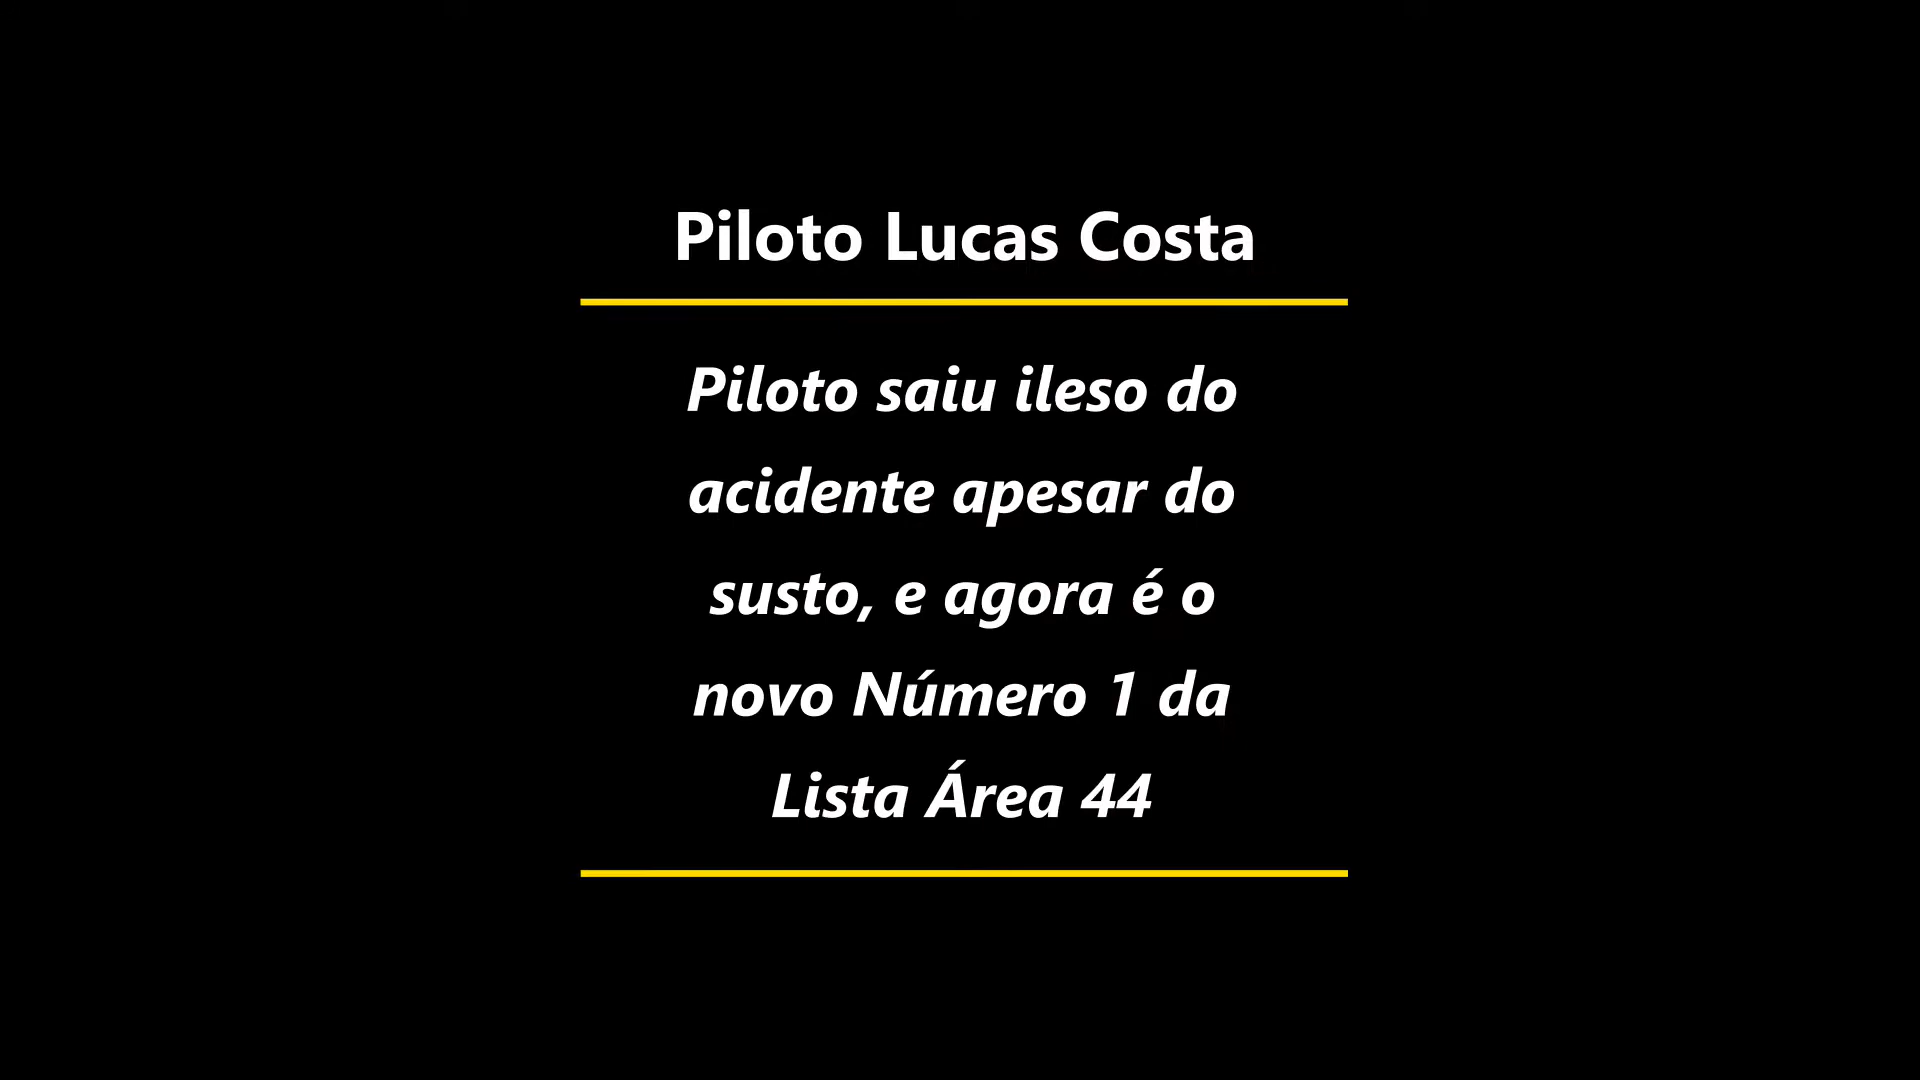 Piloto Lucas Costa
Piloto saiu ileso do
acidente apesar do
susto, e agora é o
novo Número 1 da
Lista Área 44